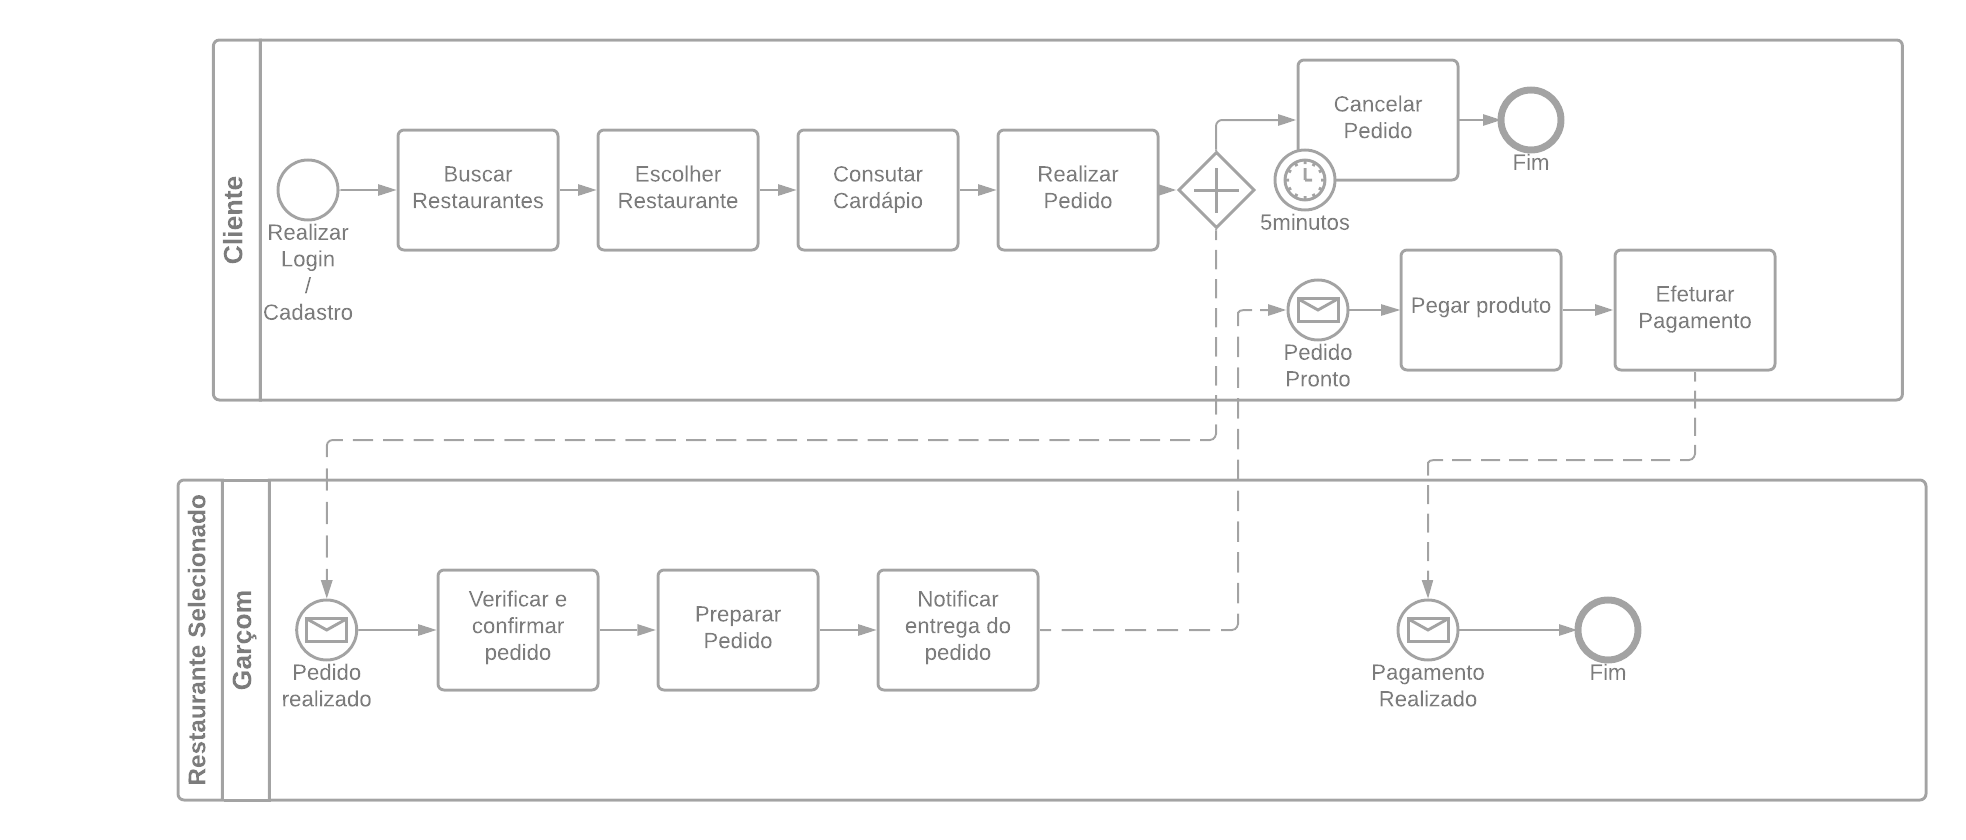 Cliente
Realizar
Login
/
Cadastro
Buscar
Restaurantes
Escolher
Restaurante
Consutar
Cardápio
Realizar
Pedido
Cancelar
Pedido
5minutos
Fim
Pedido
Pronto
Pegar produto
Efeturar
Pagamento
Restaurante Selecionado
Garçom
Pedido
realizado
Verificar e
confirmar
pedido
Preparar
Pedido
Notificar
entrega do
pedido
Pagamento
Realizado
Fim